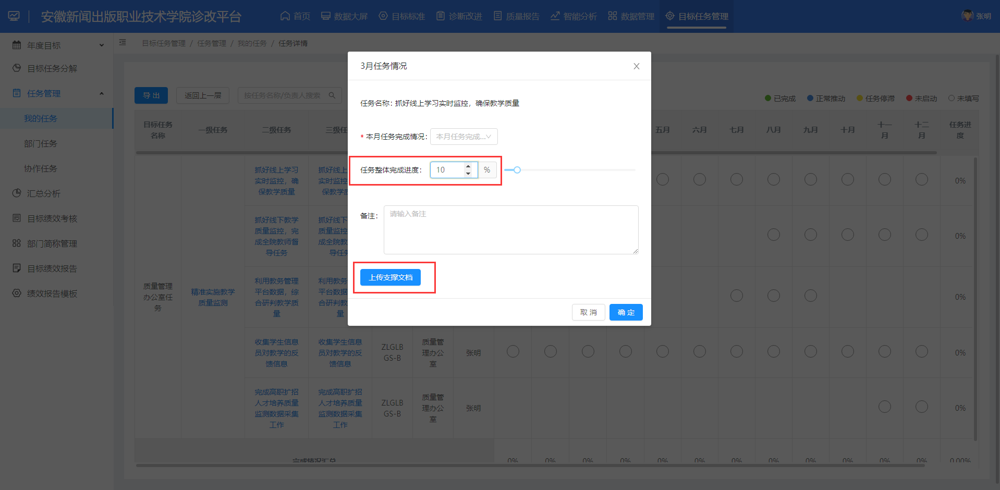 安徽新闻出版职业技术学院诊改平台
首页
数据大屏
目标标准
诊断改进
质量报告
智能分析
数据管理
目标任务管理
张明
年度目标
目标任务分解
任务管理
我的任务
部门任务
协作任务
汇总分析
目标绩效考核
部门简称管理
目标绩效报告
绩效报告模板
目标任务管理 / 任务管理 / 我的任务 / 任务详情
导 出
返回上一层
按任务名称/负责人搜索
已完成
正常推动
任务停滞
未启动
未填写
3月任务情况
任务名称：抓好线上学习实时监控，确保教学质量
* 本月任务完成情况：
本月任务完成...
任务整体完成进度：
10
%
备注：
请输入备注
上传支撑文档
取 消
确 定
目标任务
名称
一级任务
二级任务
三级任
五月
六月
七月
八月
九月
十月
十一
月
十二
月
任务进
度
质量管理
办公室任
务
精准实施教学
质量监测
抓好线上学习
实时监控，确
保教学质量
抓好线上
实时监控
保教学质
0%
抓好线下教学
质量监控，完
成全院教师督
导任务
抓好线下
质量监控
成全院教
导任务
0%
利用教务管理
平台数据，综
合研判教学质
量
利用教务
平台数据
合研判教
量
0%
收集学生信息
员对教学的反
馈信息
收集学生信息
员对教学的反
馈信息
ZLGLB
GS-B
质量管
理办公
室
张明
0%
完成高职扩招
人才培养质量
监测数据采集
工作
完成高职扩招
人才培养质量
监测数据采集
工作
ZLGLB
GS-B
质量管
理办公
室
张明
0%
完成情况汇总
0%
0%
0%
0%
0%
0%
0%
0%
0%
0%
0%
0%
0.00%